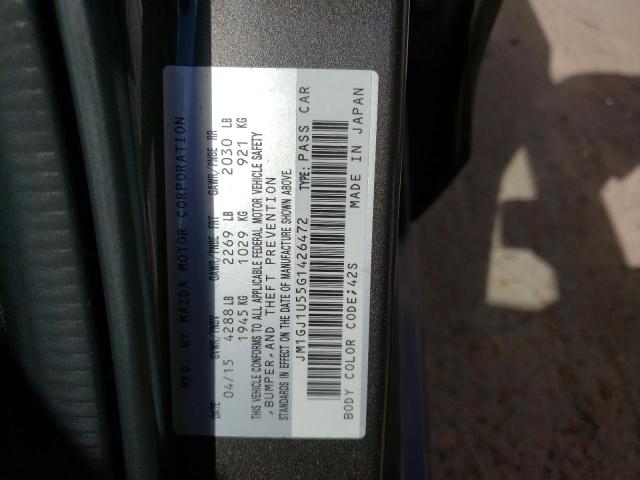 MFD. BY MAZDA MOTOR CORPORATION
DATE GVWR/PNBV GAWR/PNBE FRT GAWR/PNBE RR
04/15 4288 LB 2269 LB 2030 LB
1945 KG 1029 KG 921 KG
THIS VEHICLE CONFORMS TO ALL APPLICABLE FEDERAL MOTOR VEHICLE SAFETY
,BUMPER,AND THEFT PREVENTION
STANDARDS IN EFFECT ON THE DATE OF MANUFACTURE SHOWN ABOVE.
JM1GJ1U55G1426472 TYPE: PASS CAR
BODY COLOR CODE:42S MADE IN JAPAN